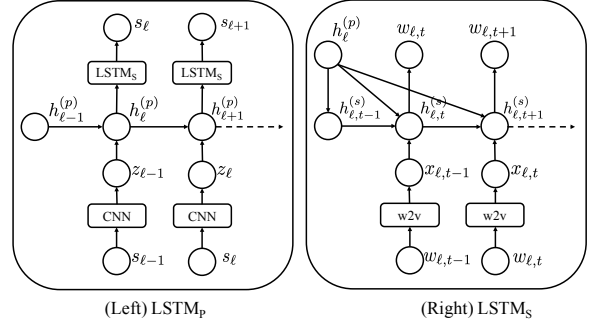 s_ℓ s_{ℓ+1}
LSTM_S LSTM_S
h_{ℓ-1}^{(p)} h_ℓ^{(p)} h_{ℓ+1}^{(p)}
z_{ℓ-1} z_ℓ
CNN CNN
s_{ℓ-1} s_ℓ
(Left) LSTM_P
h_ℓ^{(p)} w_{ℓ,t} w_{ℓ,t+1}
h_{ℓ,t-1}^{(s)} h_{ℓ,t}^{(s)} h_{ℓ,t+1}^{(s)}
x_{ℓ,t-1} x_{ℓ,t}
w2v w2v
w_{ℓ,t-1} w_{ℓ,t}
(Right) LSTM_S